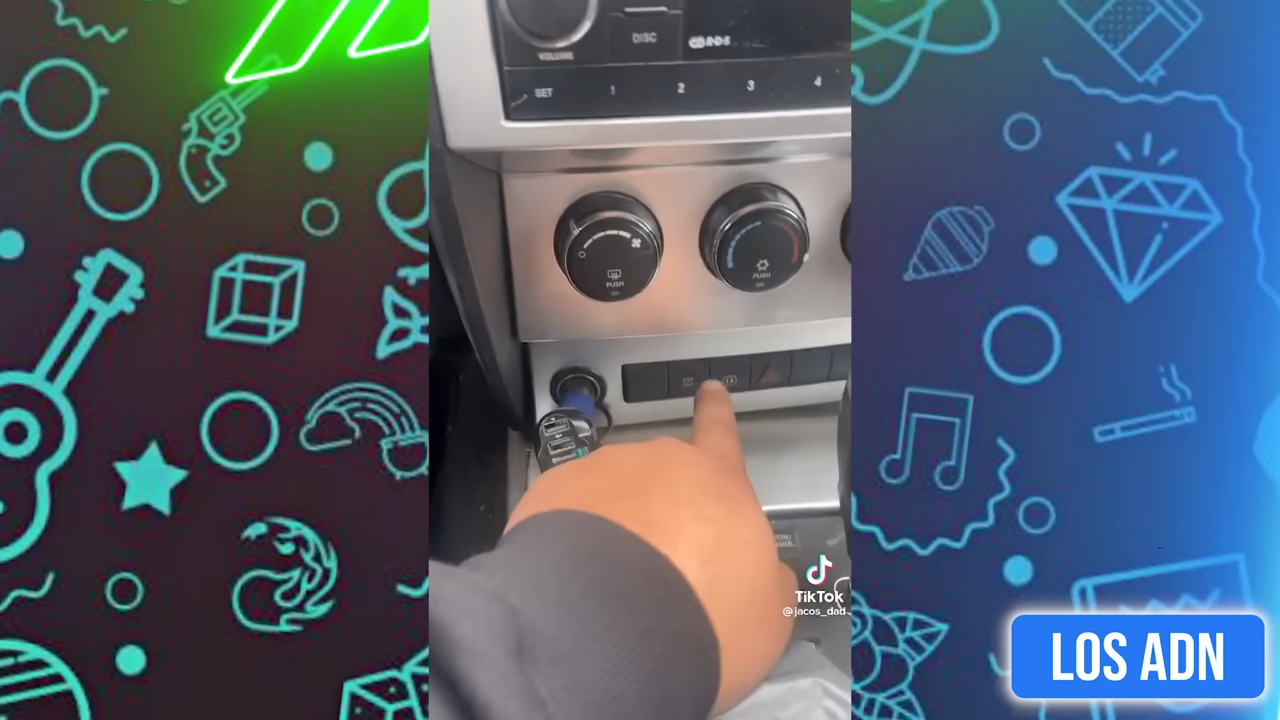 DISC
VOLUME
SET
1
2
3
4
PUSH
PUSH
TikTok
@jacos_dad
LOS ADN